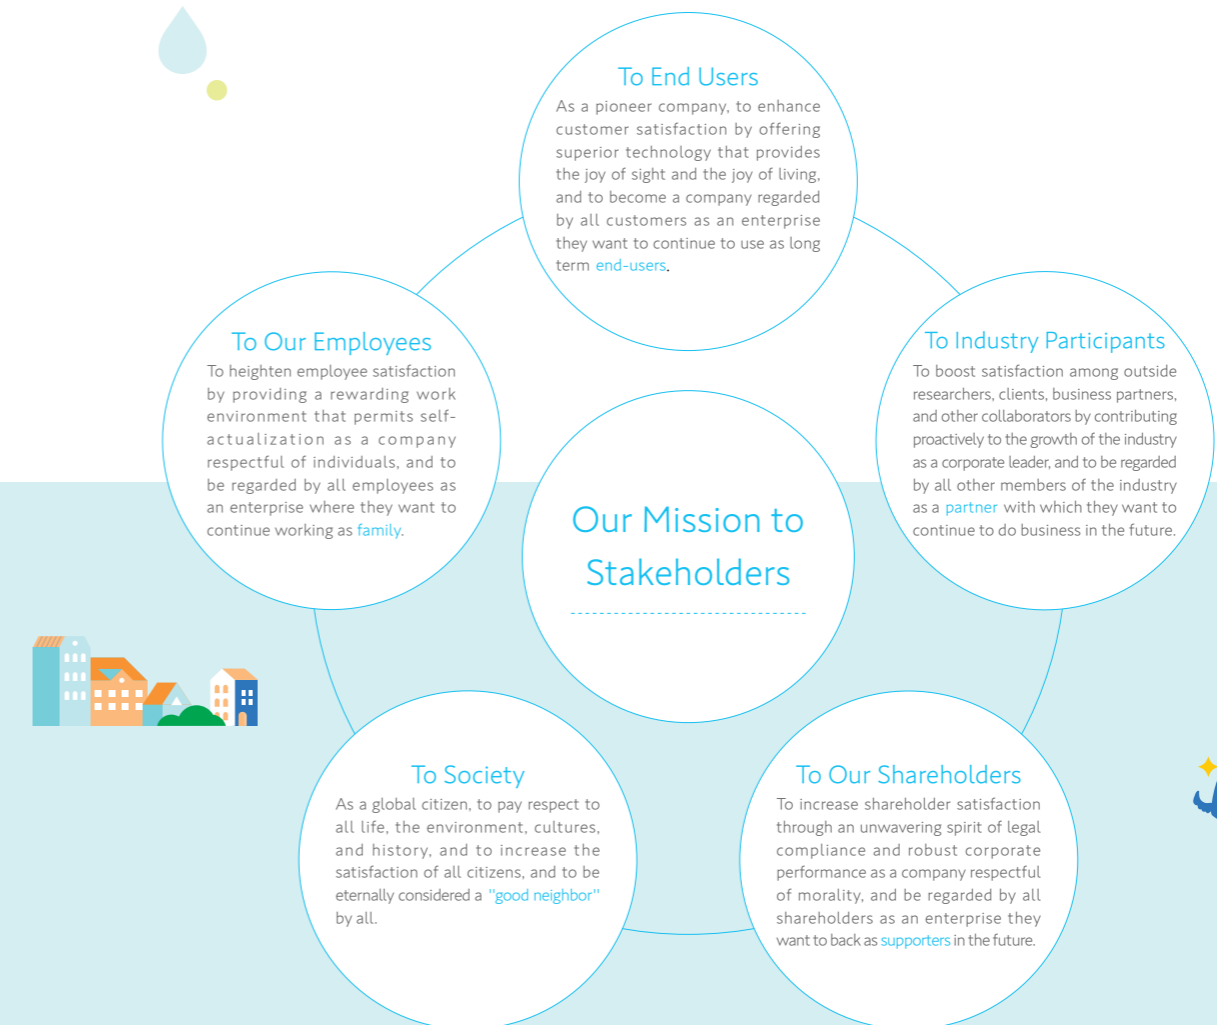 To End Users
As a pioneer company, to enhance
customer satisfaction by offering
superior technology that provides
the joy of sight and the joy of living,
and to become a company regarded
by all customers as an enterprise
they want to continue to use as long
term end-users.
To Our Employees
To heighten employee satisfaction
by providing a rewarding work
environment that permits self-
actualization as a company
respectful of individuals, and to
be regarded by all employees as
an enterprise where they want to
continue working as family.
To Industry Participants
To boost satisfaction among outside
researchers, clients, business partners,
and other collaborators by contributing
proactively to the growth of the industry
as a corporate leader, and to be regarded
by all other members of the industry
as a partner with which they want to
continue to do business in the future.
Our Mission to
Stakeholders
To Society
As a global citizen, to pay respect to
all life, the environment, cultures,
and history, and to increase the
satisfaction of all citizens, and to be
eternally considered a "good neighbor"
by all.
To Our Shareholders
To increase shareholder satisfaction
through an unwavering spirit of legal
compliance and robust corporate
performance as a company respectful
of morality, and be regarded by all
shareholders as an enterprise they
want to back as supporters in the future.